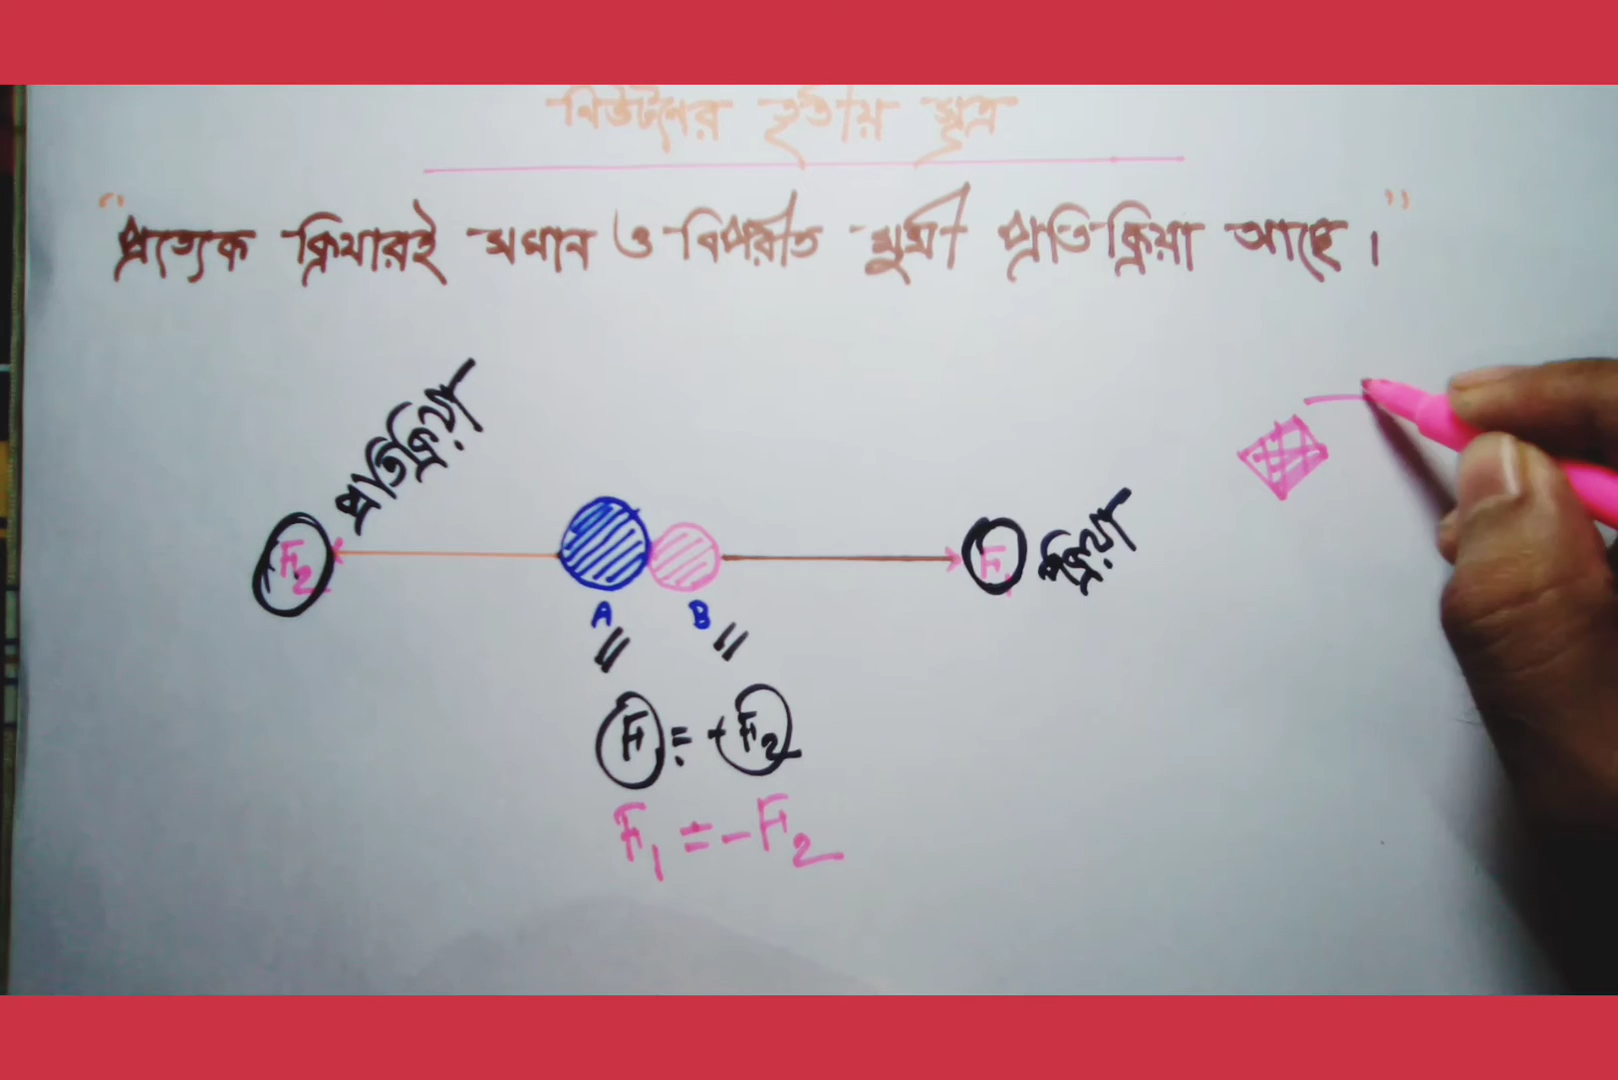 নিউটনের তৃতীয় সূত্র
"প্রত্যেক ক্রিয়ারই সমান ও বিপরীত মুখী প্রতিক্রিয়া আছে।"
প্রতিক্রিয়া
F₂
F₁
ক্রিয়া
A B
F₁ = +F₂
F₁ = -F₂